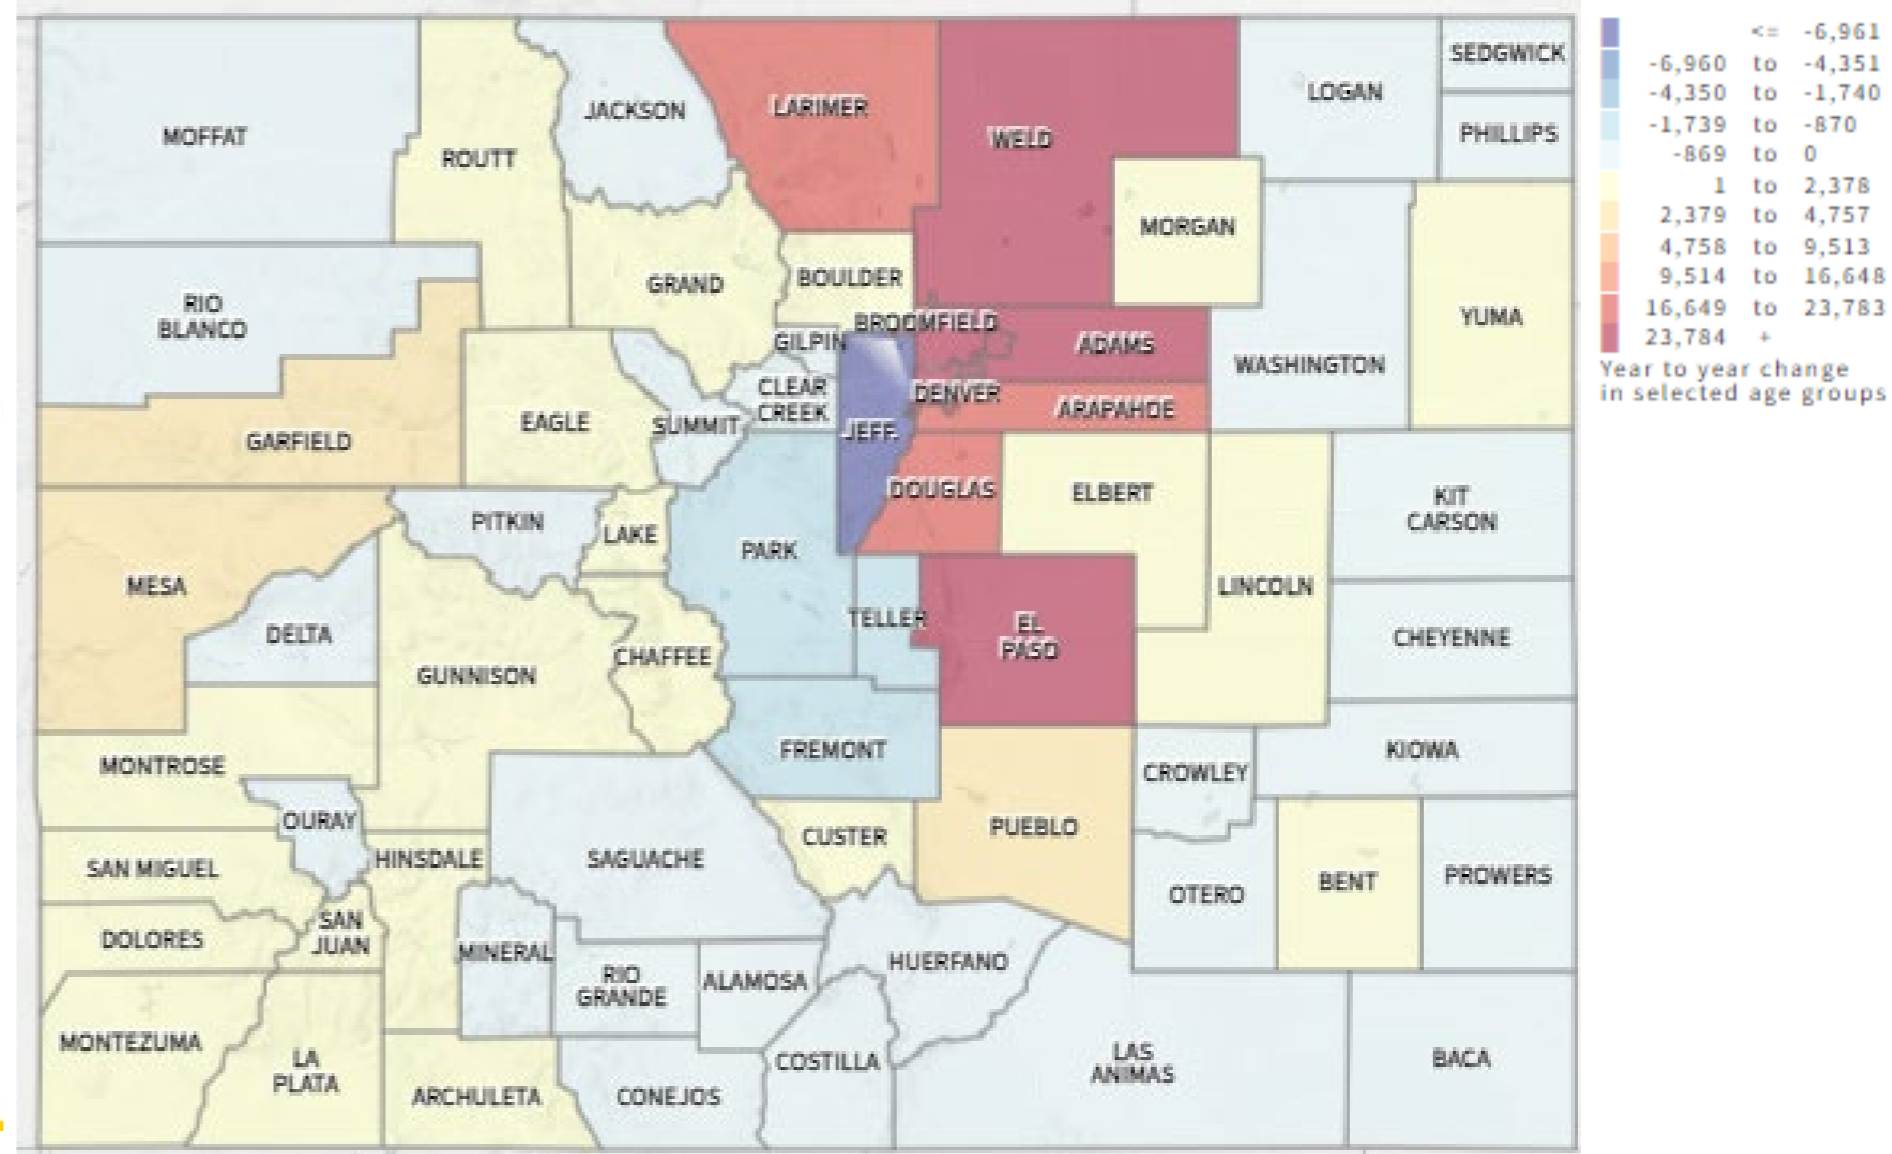 MOFFAT
ROUTT
JACKSON
LARIMER
WELD
LOGAN
SEDGWICK
PHILLIPS
MORGAN
RIO
BLANCO
GRAND
BOULDER
YUMA
BROOMFIELD
GILPIN
ADAMS
WASHINGTON
CLEAR
CREEK
DENVER
ARAPAHOE
GARFIELD
EAGLE
SUMMIT
JEFF.
DOUGLAS
ELBERT
KIT
CARSON
PITKIN
LAKE
PARK
MESA
LINCOLN
DELTA
TELLER
EL
PASO
CHEYENNE
GUNNISON
CHAFFEE
MONTROSE
FREMONT
CROWLEY
KIOWA
OURAY
CUSTER
PUEBLO
SAN MIGUEL
HINSDALE
SAGUACHE
OTERO
BENT
PROWERS
DOLORES
SAN
JUAN
MINERAL
RIO
GRANDE
ALAMOSA
HUERFANO
MONTEZUMA
LA
PLATA
ARCHULETA
CONEJOS
COSTILLA
LAS
ANIMAS
BACA
<= -6,961
-6,960 to -4,351
-4,350 to -1,740
-1,739 to -870
-869 to 0
1 to 2,378
2,379 to 4,757
4,758 to 9,513
9,514 to 16,648
16,649 to 23,783
23,784 +
Year to year change
in selected age groups